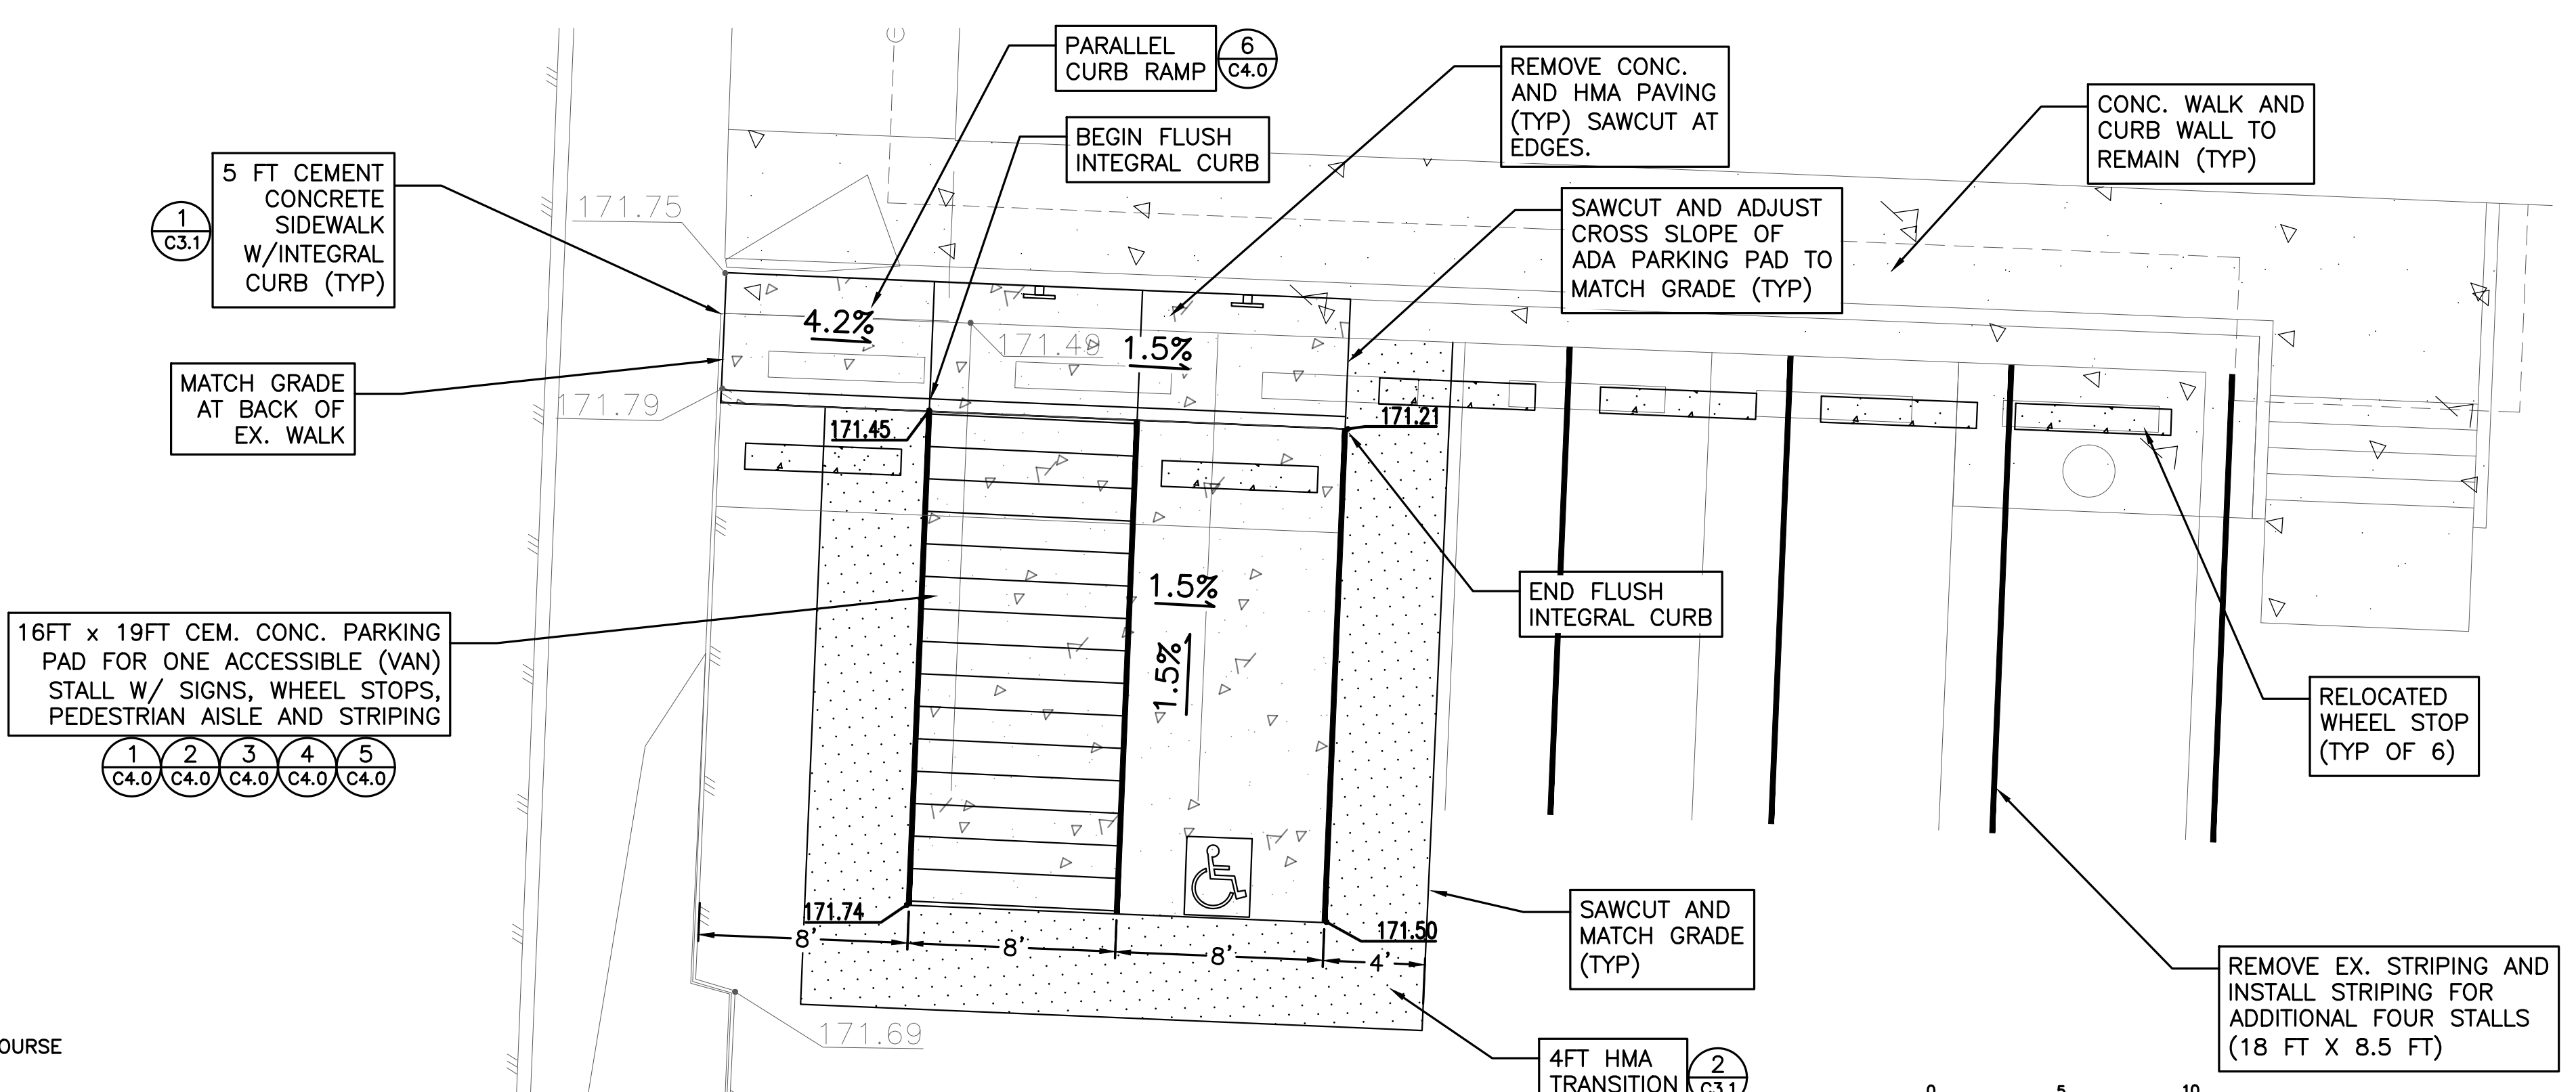 PARALLEL
CURB RAMP
6
C4.0
BEGIN FLUSH
INTEGRAL CURB
REMOVE CONC.
AND HMA PAVING
(TYP) SAWCUT AT
EDGES.
CONC. WALK AND
CURB WALL TO
REMAIN (TYP)
5 FT CEMENT
CONCRETE
SIDEWALK
W/INTEGRAL
CURB (TYP)
1
C3.1
171.75
SAWCUT AND ADJUST
CROSS SLOPE OF
ADA PARKING PAD TO
MATCH GRADE (TYP)
4.2%
171.49
1.5%
MATCH GRADE
AT BACK OF
EX. WALK
171.79
171.45
171.21
END FLUSH
INTEGRAL CURB
1.5%
1.5%
16FT x 19FT CEM. CONC. PARKING
PAD FOR ONE ACCESSIBLE (VAN)
STALL W/ SIGNS, WHEEL STOPS,
PEDESTRIAN AISLE AND STRIPING
1
C4.0
2
C4.0
3
C4.0
4
C4.0
5
C4.0
RELOCATED
WHEEL STOP
(TYP OF 6)
171.74
171.50
8'
8'
8'
4'
SAWCUT AND
MATCH GRADE
(TYP)
REMOVE EX. STRIPING AND
INSTALL STRIPING FOR
ADDITIONAL FOUR STALLS
(18 FT X 8.5 FT)
171.69
OURSE
4FT HMA
TRANSITION
2
C3.1
0 5 10